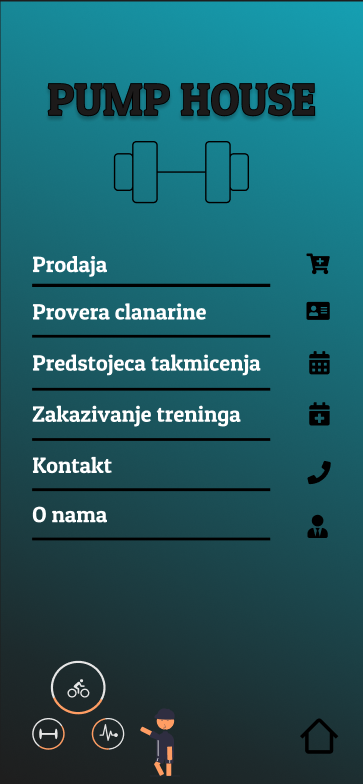 PUMP HOUSE
Prodaja
Provera clanarine
Predstojeca takmicenja
Zakazivanje treninga
Kontakt
O nama